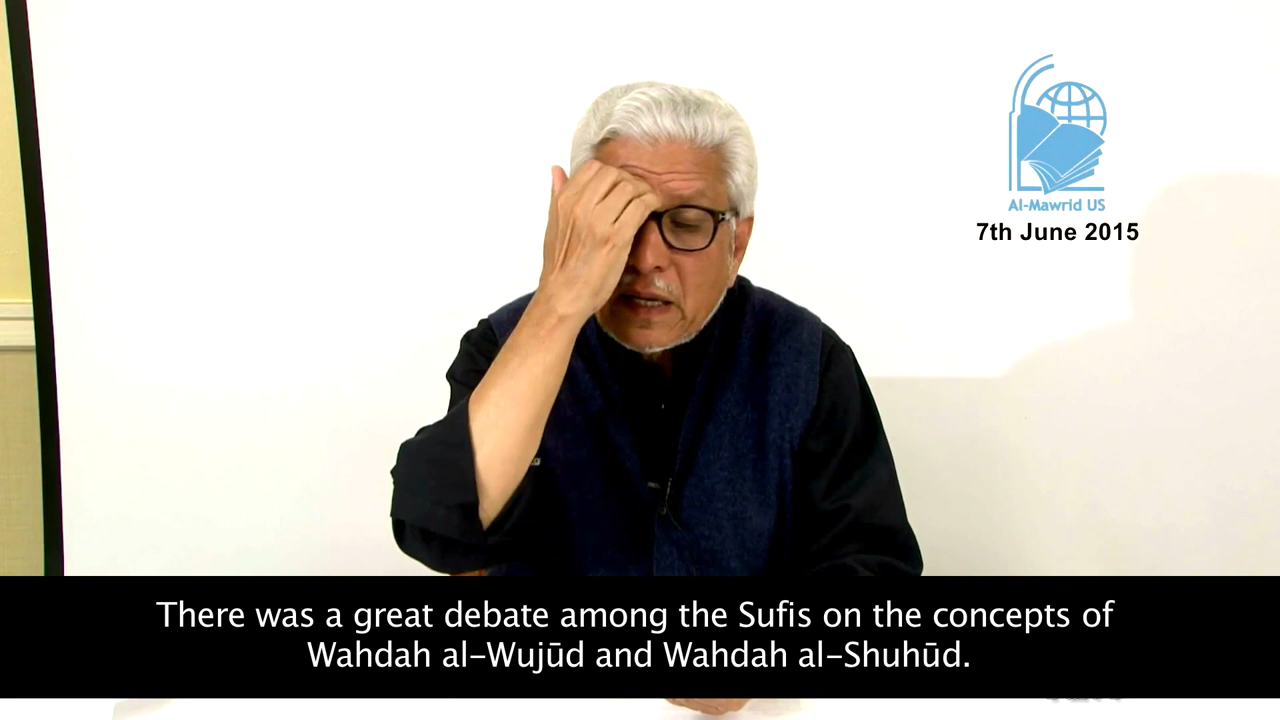 Al-Mawrid US
7th June 2015
There was a great debate among the Sufis on the concepts of
Wahdah al-Wujūd and Wahdah al-Shuhūd.